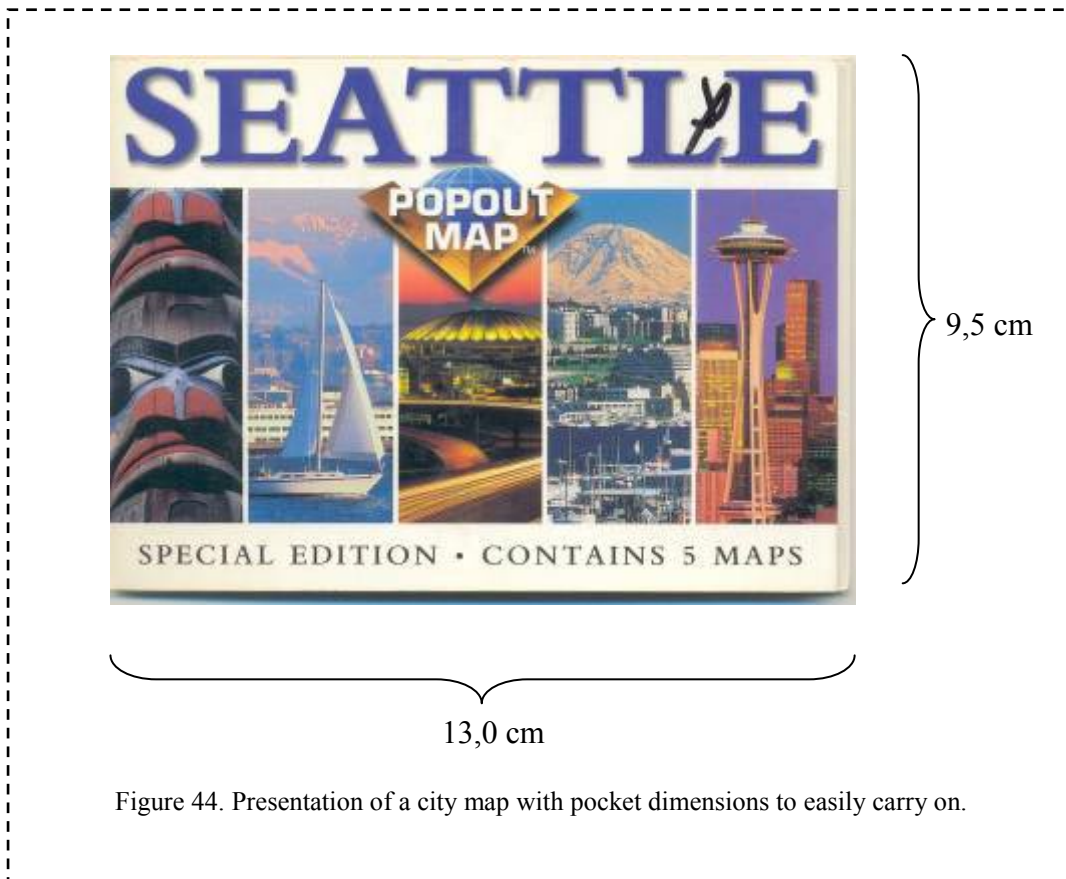 SEATTLE
POPOUT
MAP™
SPECIAL EDITION • CONTAINS 5 MAPS
9,5 cm
13,0 cm
Figure 44. Presentation of a city map with pocket dimensions to easily carry on.